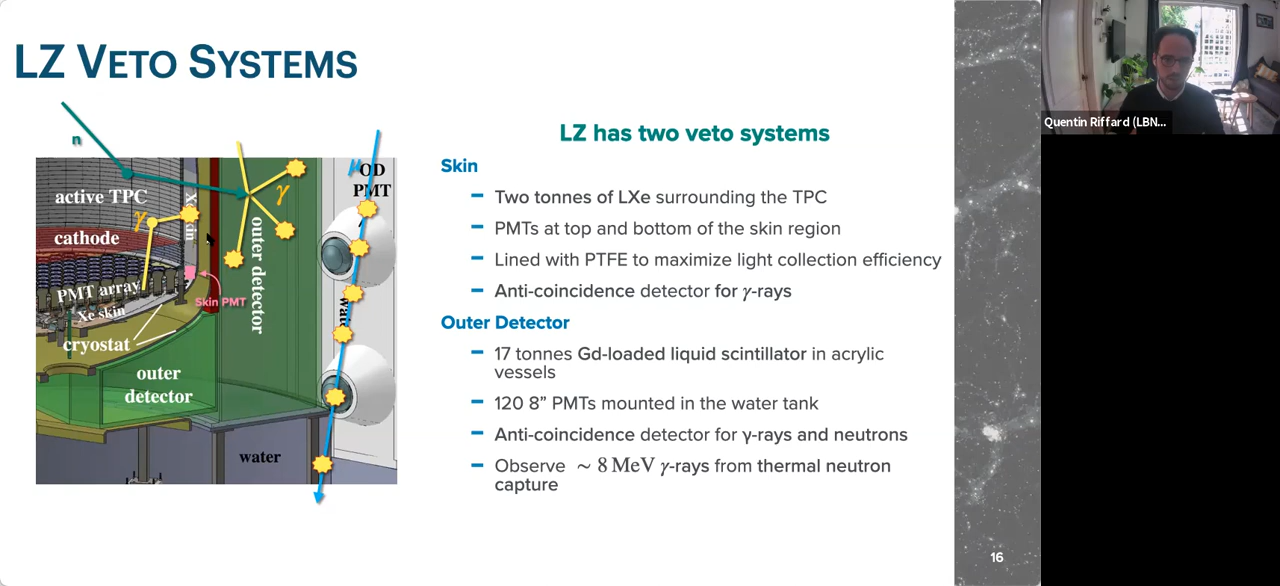 LZ VETO SYSTEMS
n
active TPC
γ
Xe skin
cathode
PMT array
Xe skin
Skin PMT
cryostat
outer
detector
γ
outer detector
μ
OD
PMT
water
LZ has two veto systems
Skin
Two tonnes of LXe surrounding the TPC
PMTs at top and bottom of the skin region
Lined with PTFE to maximize light collection efficiency
Anti-coincidence detector for γ-rays
Outer Detector
17 tonnes Gd-loaded liquid scintillator in acrylic
vessels
120 8” PMTs mounted in the water tank
Anti-coincidence detector for γ-rays and neutrons
Observe ~ 8 MeV γ-rays from thermal neutron
capture
16
Quentin Riffard (LBN...